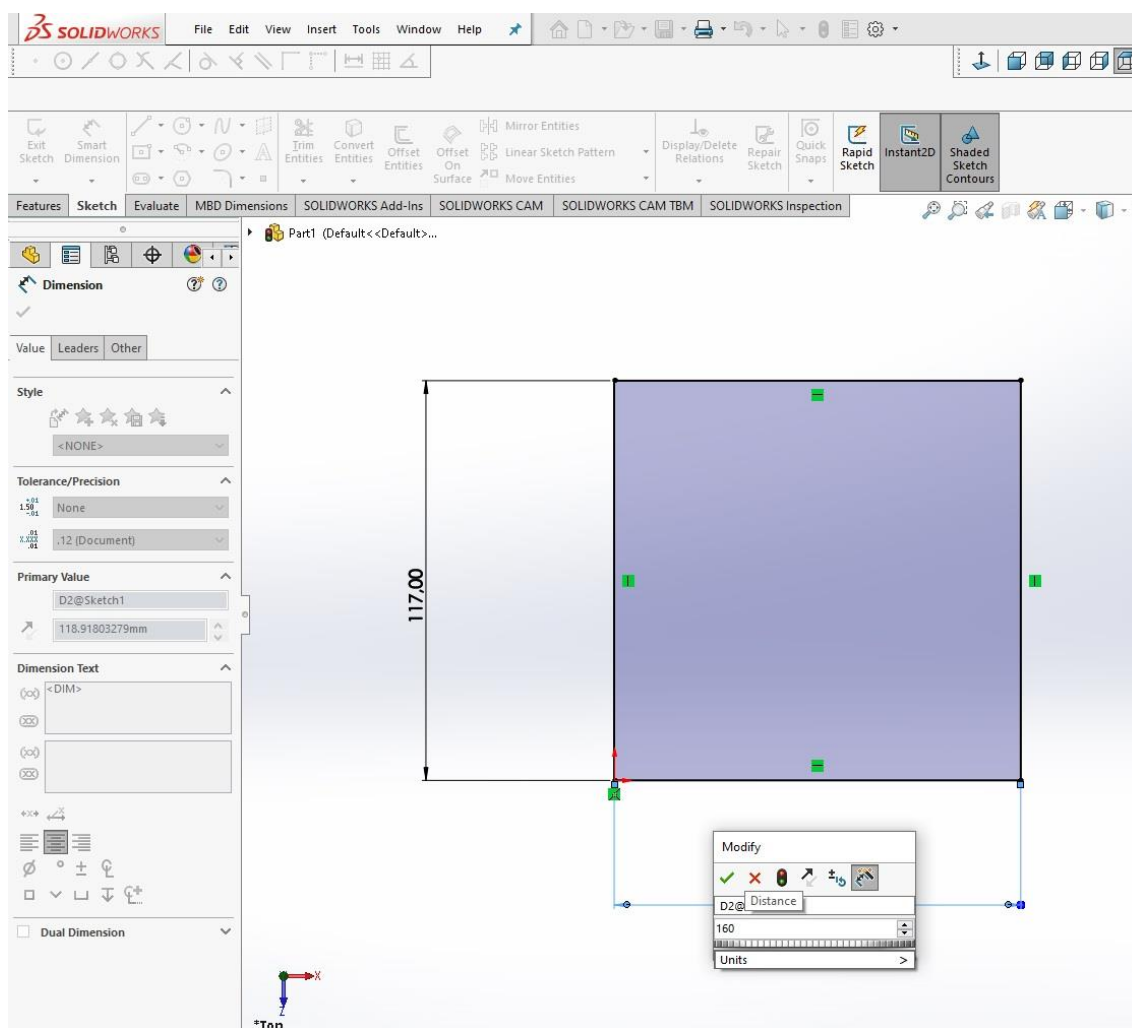 SOLIDWORKS File Edit View Insert Tools Window Help
Exit Sketch
Smart Dimension
Trim Entities
Convert Entities
Offset Entities
Offset On Surface
Mirror Entities
Linear Sketch Pattern
Move Entities
Display/Delete Relations
Repair Sketch
Quick Snaps
Rapid Sketch
Instant2D
Shaded Sketch Contours
Features Sketch Evaluate MBD Dimensions SOLIDWORKS Add-Ins SOLIDWORKS CAM SOLIDWORKS CAM TBM SOLIDWORKS Inspection
Part1 (Default<<Default>...
Dimension
Value Leaders Other
Style
<NONE>
Tolerance/Precision
None
.12 (Document)
Primary Value
D2@Sketch1
118.91803279mm
Dimension Text
<DIM>
Dual Dimension
117,00
Modify
D2@
Distance
160
Units >
X
Z
*Top